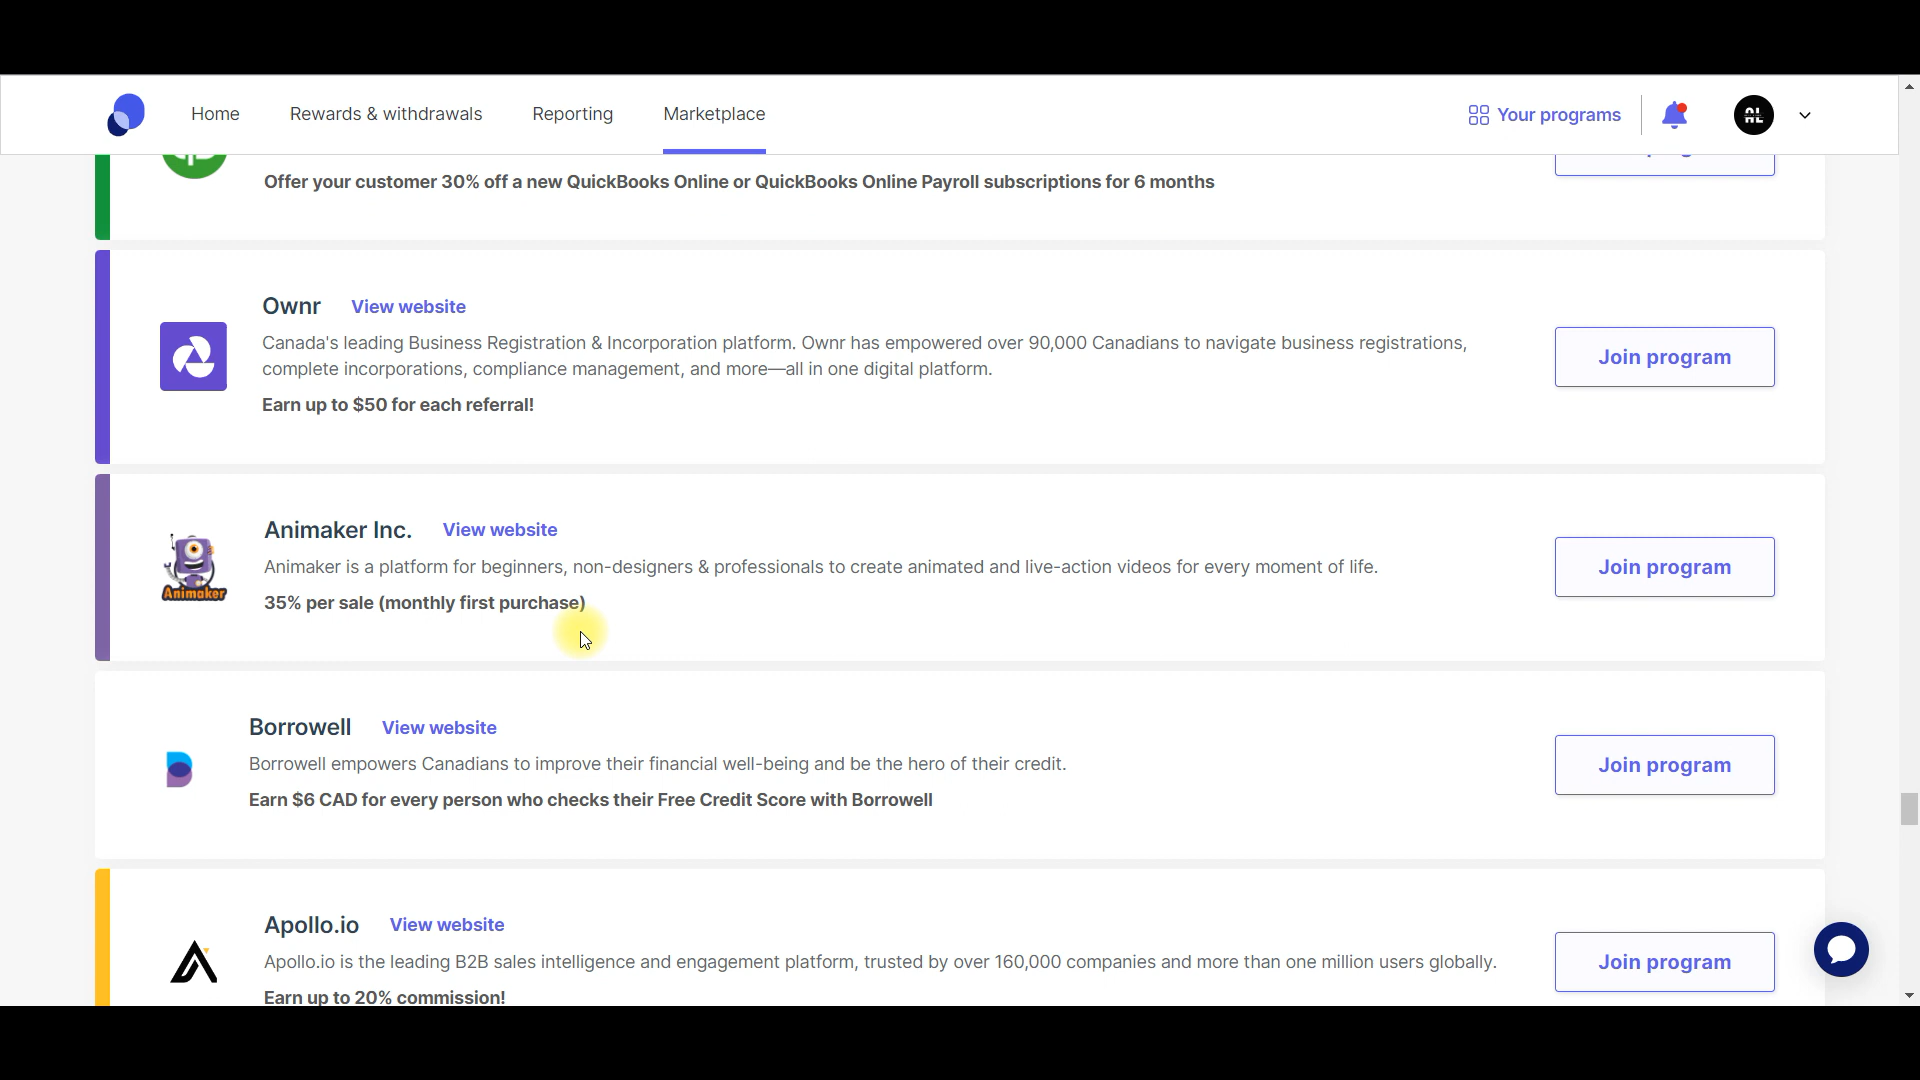 Home Rewards & withdrawals Reporting Marketplace Your programs AL
Offer your customer 30% off a new QuickBooks Online or QuickBooks Online Payroll subscriptions for 6 months
Ownr View website
Canada's leading Business Registration & Incorporation platform. Ownr has empowered over 90,000 Canadians to navigate business registrations,
complete incorporations, compliance management, and more—all in one digital platform.
Join program
Earn up to $50 for each referral!
Animaker Inc. View website
Animaker is a platform for beginners, non-designers & professionals to create animated and live-action videos for every moment of life.
Join program
Animaker
35% per sale (monthly first purchase)
Borrowell View website
Borrowell empowers Canadians to improve their financial well-being and be the hero of their credit.
Join program
Earn $6 CAD for every person who checks their Free Credit Score with Borrowell
Apollo.io View website
Apollo.io is the leading B2B sales intelligence and engagement platform, trusted by over 160,000 companies and more than one million users globally.
Join program
Earn up to 20% commission!